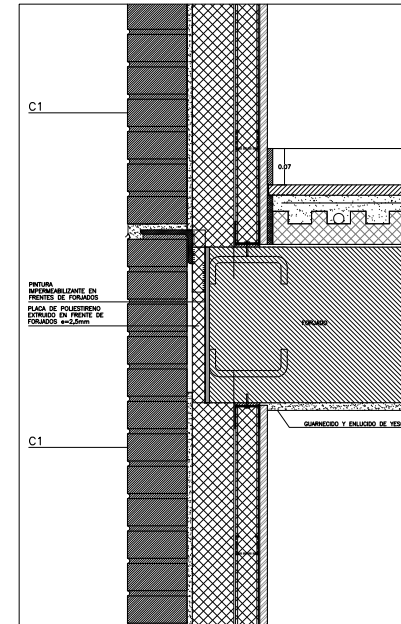 C1
0.07
PINTURA
IMPERMEABILIZANTE EN
FRENTES DE FORJADOS
PLACA DE POLIESTIRENO
EXTRUIDO EN FRENTE DE
FORJADOS e=2,5mm
FORJADO
GUARNECIDO Y ENLUCIDO DE YES
C1